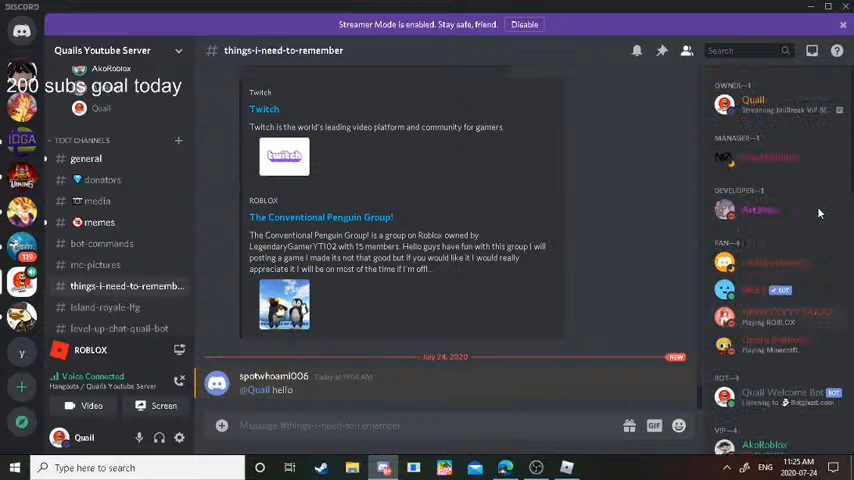 DISCORD
Streamer Mode is enabled. Stay safe, friend.
Disable
Quails Youtube Server
# things-i-need-to-remember
Search
AkoRoblox
200 subs goal today
Quail
TEXT CHANNELS
# general
# donators
# media
# memes
# bot-commands
# mc-pictures
# things-i-need-to-rememb...
# island-royale-lfg
# level-up-chat-quail-bot
119
y
ROBLOX
Voice Connected
Hangouts / Quails Youtube Server
Video
Screen
Quail
Twitch
Twitch
Twitch is the world's leading video platform and community for gamers.
twitch
ROBLOX
The Conventional Penguin Group!
The Conventional Penguin Group! is a group on Roblox owned by
LegendaryGamerYT102 with 15 members. Hello guys have fun with this group I will
posting a game I made its not that good but if you would like it I would really
appreciate it I will be on most of the time if I'm offl...
July 24, 2020
NEW
spotwhami006 Today at 11:04 AM
@Quail hello
Message #things-i-need-to-remember
GIF
OWNER—1
Quail
Streaming Jailbreak VIP SE...
MANAGER—1
DEVELOPER—1
FAN—4
BOT
Playing ROBLOX
Playing Minecraft
BOT—1
Quail Welcome Bot BOT
Listening to Botghost.com
VIP—4
AkoRoblox
Type here to search
ENG
11:25 AM
2020-07-24